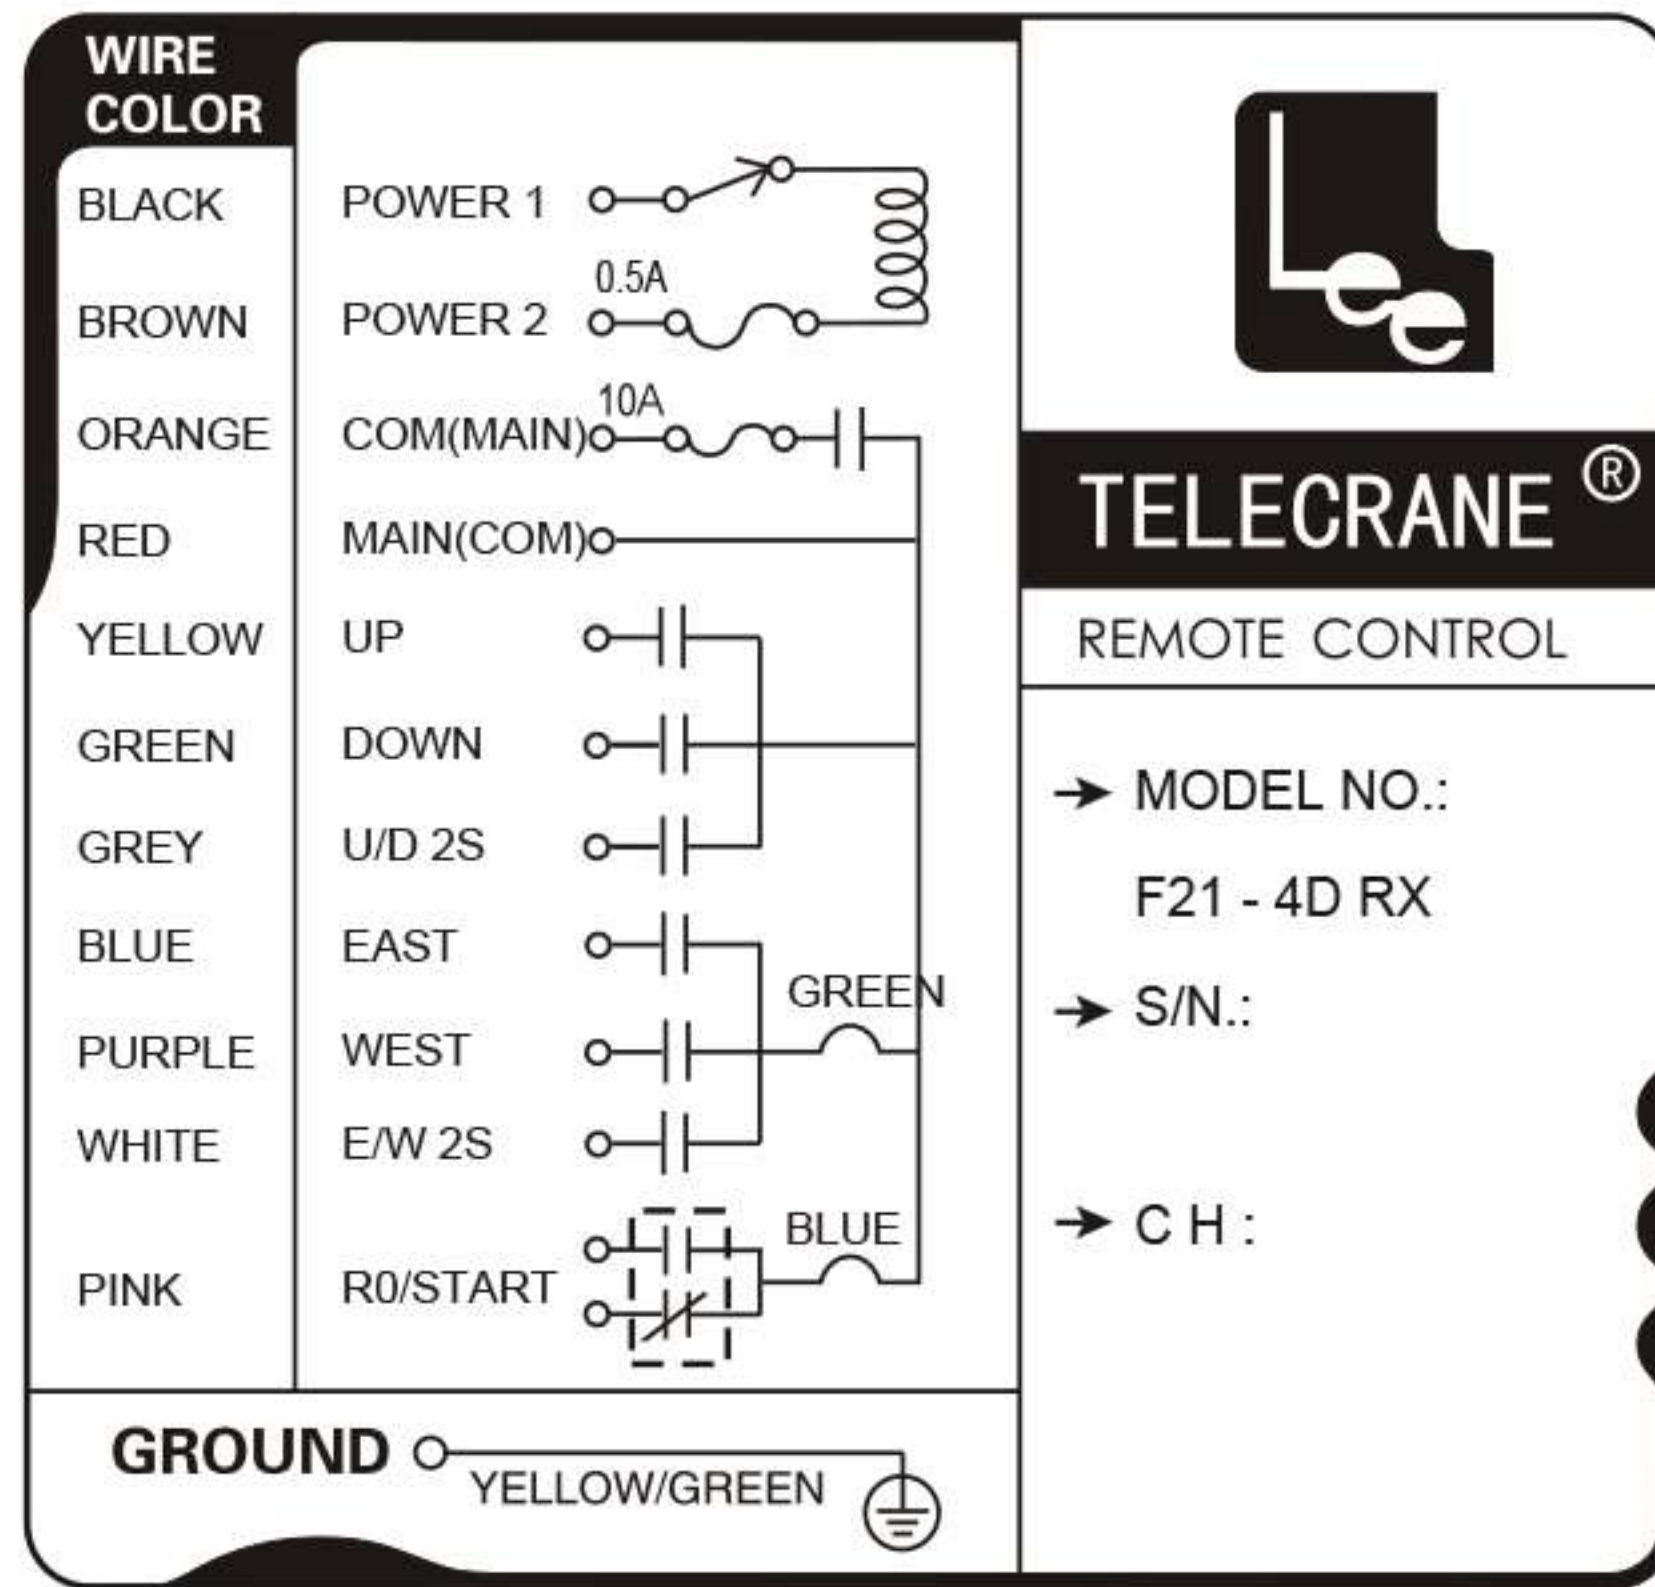 WIRE
COLOR
BLACK POWER 1
0.5A
BROWN POWER 2
10A
ORANGE COM(MAIN)
RED MAIN(COM)
YELLOW UP
GREEN DOWN
GREY U/D 2S
BLUE EAST
GREEN
PURPLE WEST
WHITE E/W 2S
BLUE
PINK R0/START
GROUND
YELLOW/GREEN
Lee
TELECRANE ®
REMOTE CONTROL
→ MODEL NO.:
F21 - 4D RX
→ S/N.:
→ C H :